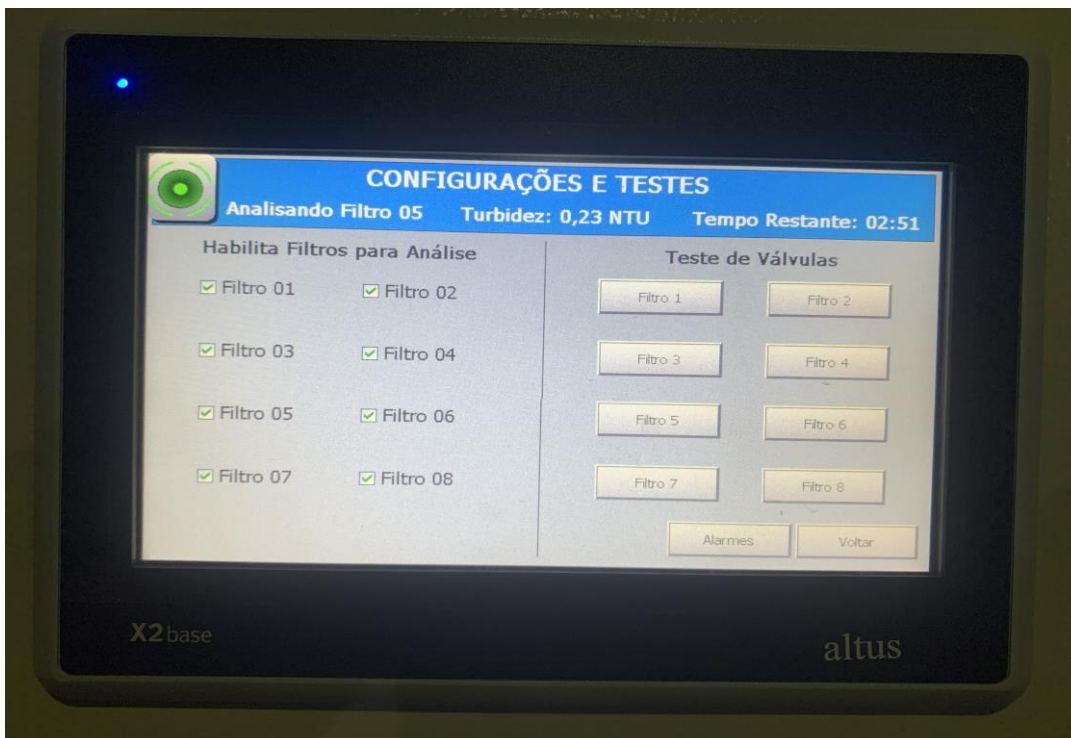 CONFIGURAÇÕES E TESTES
Analisando Filtro 05 Turbidez: 0,23 NTU Tempo Restante: 02:51
Habilita Filtros para Análise
Filtro 01 Filtro 02
Filtro 03 Filtro 04
Filtro 05 Filtro 06
Filtro 07 Filtro 08
Teste de Válvulas
Filtro 1 Filtro 2
Filtro 3 Filtro 4
Filtro 5 Filtro 6
Filtro 7 Filtro 8
Alarmes Voltar
X2 base
altus